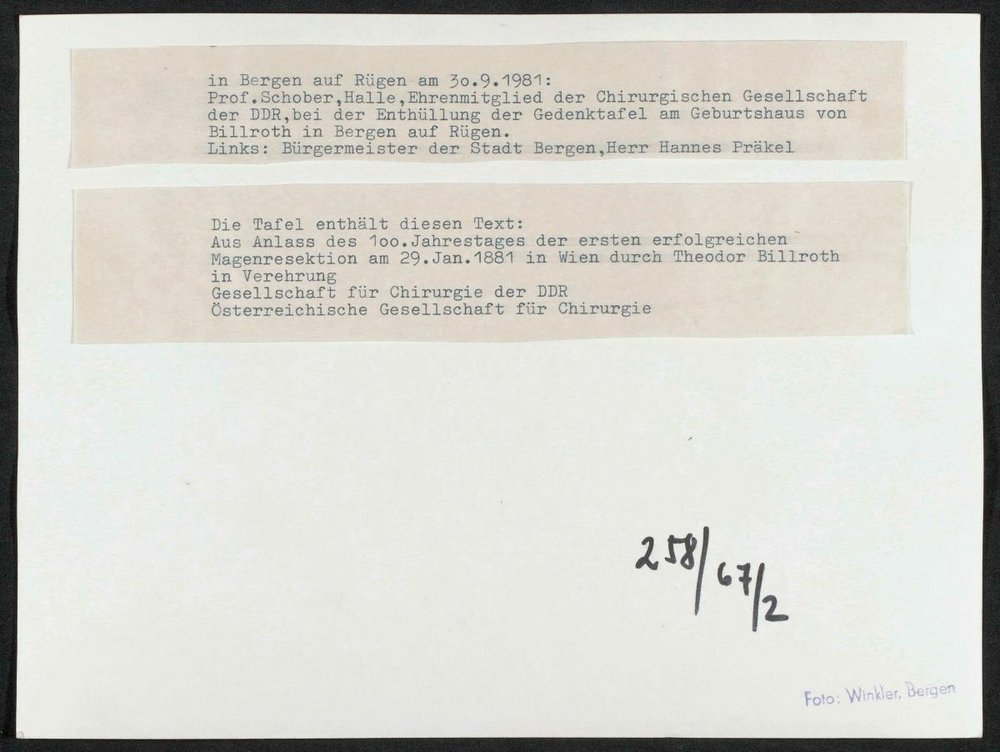 in Bergen auf Rügen am 3o.9.1981:
Prof.Schober,Halle,Ehrenmitglied der Chirurgischen Gesellschaft
der DDR,bei der Enthüllung der Gedenktafel am Geburtshaus von
Billroth in Bergen auf Rügen.
Links: Bürgermeister der Stadt Bergen,Herr Hannes Präkel
Die Tafel enthält diesen Text:
Aus Anlass des 1oo.Jahrestages der ersten erfolgreichen
Magenresektion am 29.Jan.1881 in Wien durch Theodor Billroth
in Verehrung
Gesellschaft für Chirurgie der DDR
Österreichische Gesellschaft für Chirurgie
258/67/2
Foto: Winkler, Bergen